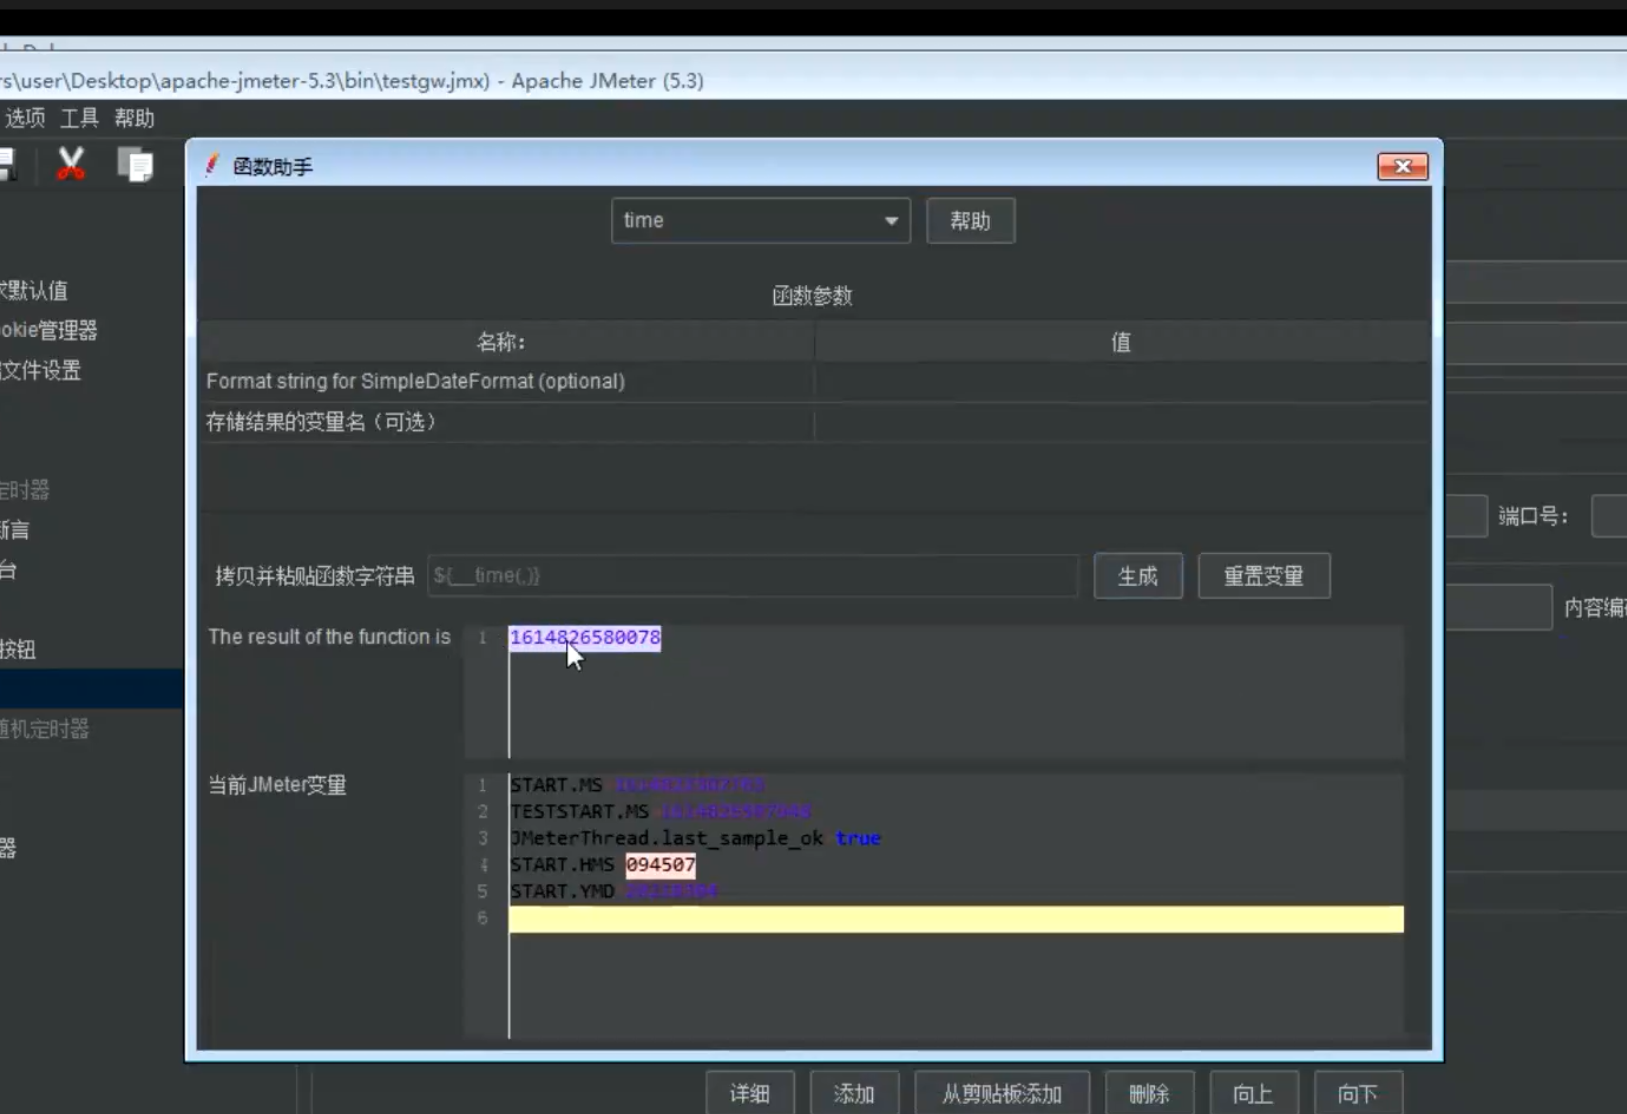 rs\user\Desktop\apache-jmeter-5.3\bin\testgw.jmx) - Apache JMeter (5.3)
选项 工具 帮助
函数助手
time
帮助
函数参数
名称:
值
Format string for SimpleDateFormat (optional)
存储结果的变量名（可选）
拷贝并粘贴函数字符串
${__time(,)}
生成
重置变量
The result of the function is
1
1614826580078
当前JMeter变量
1 START.MS
2 TESTSTART.MS
3 JMeterThread.last_sample_ok true
4 START.HMS 094507
5 START.YMD
6
求默认值
okie管理器
文件设置
定时器
断言
台
按钮
随机定时器
器
端口号:
内容编
详细
添加
从剪贴板添加
删除
向上
向下